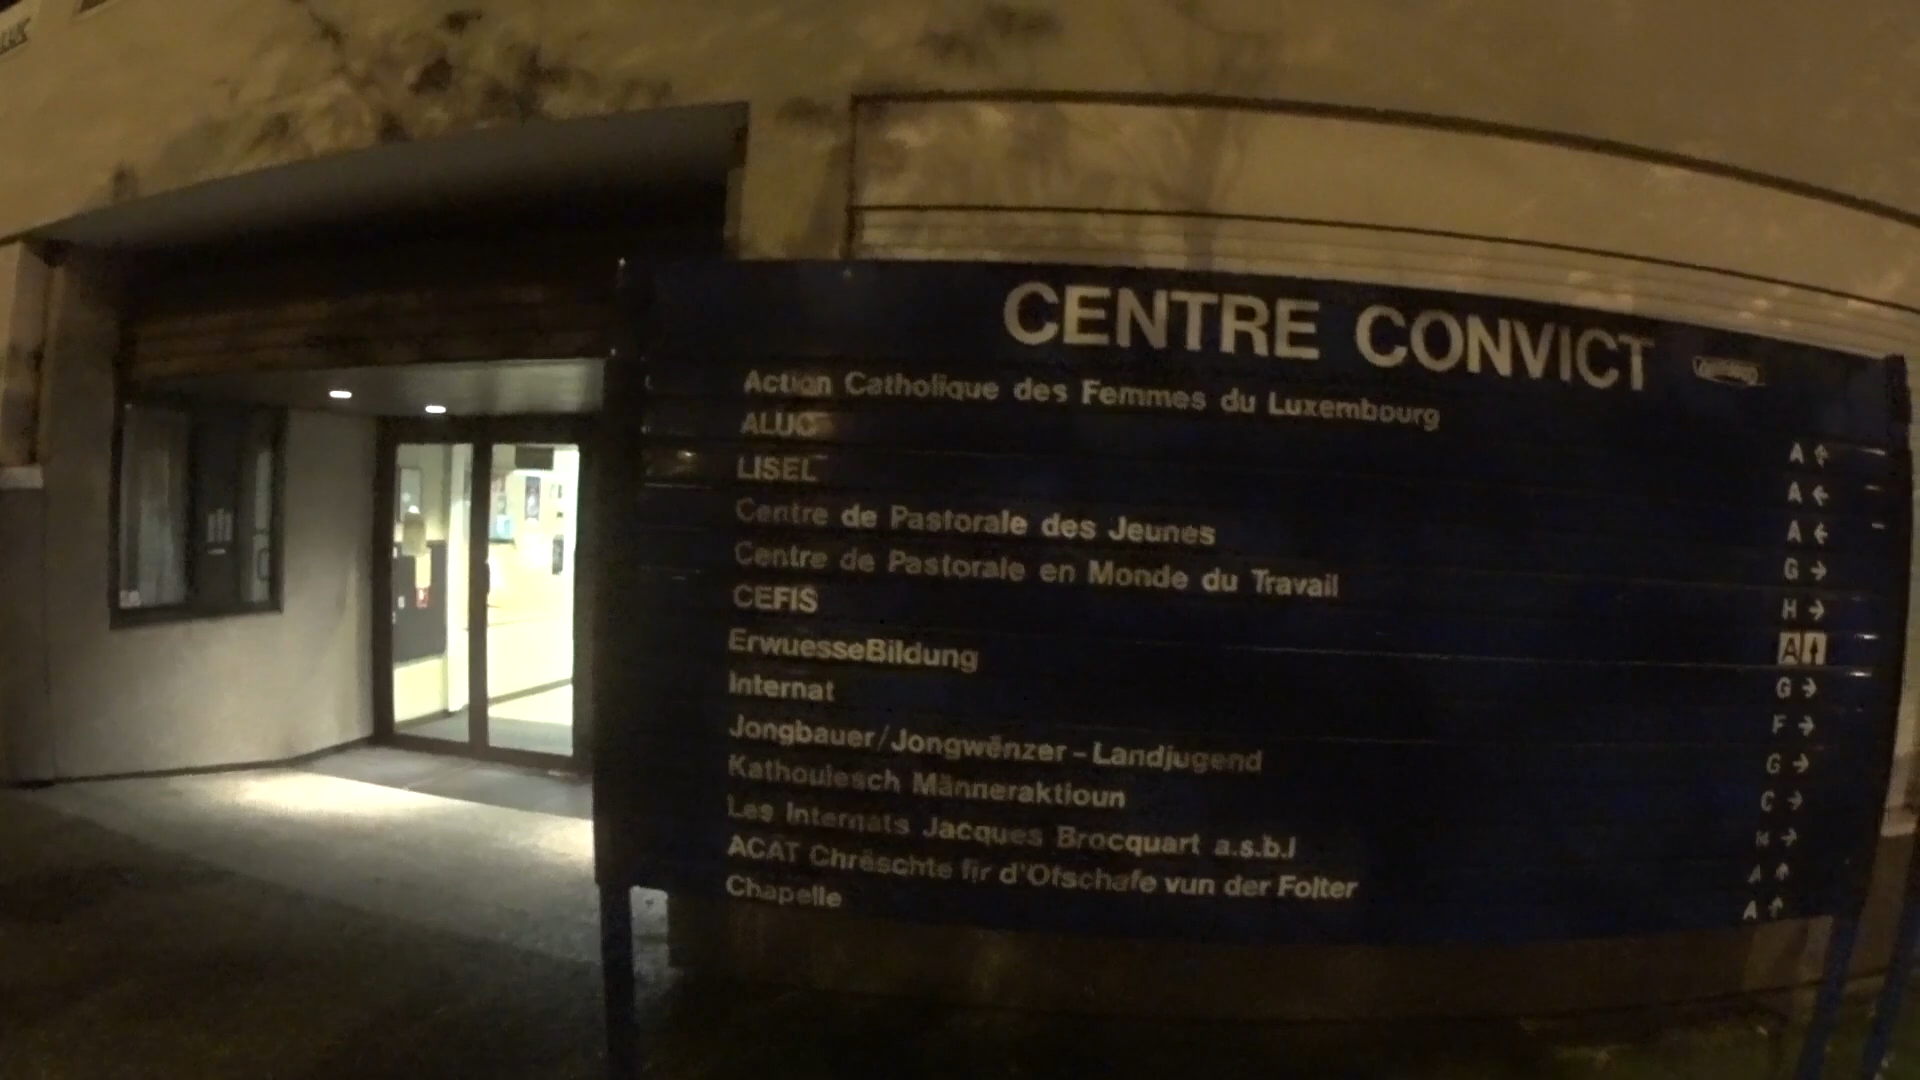 CENTRE CONVICT
Action Catholique des Femmes du Luxembourg A ←
ALUC A ←
LISEL A ←
Centre de Pastorale des Jeunes G →
Centre de Pastorale en Monde du Travail H →
CEFIS A ↑
ErwuesseBildung G →
Internat F →
Jongbauer/Jongwënzer - Landjugend G →
Kathoulesch Männeraktioun C →
Les Internats Jacques Brocquart a.s.b.l H →
ACAT Chrëschte fir d'Ofschafe vun der Folter A ↑
Chapelle A ↑